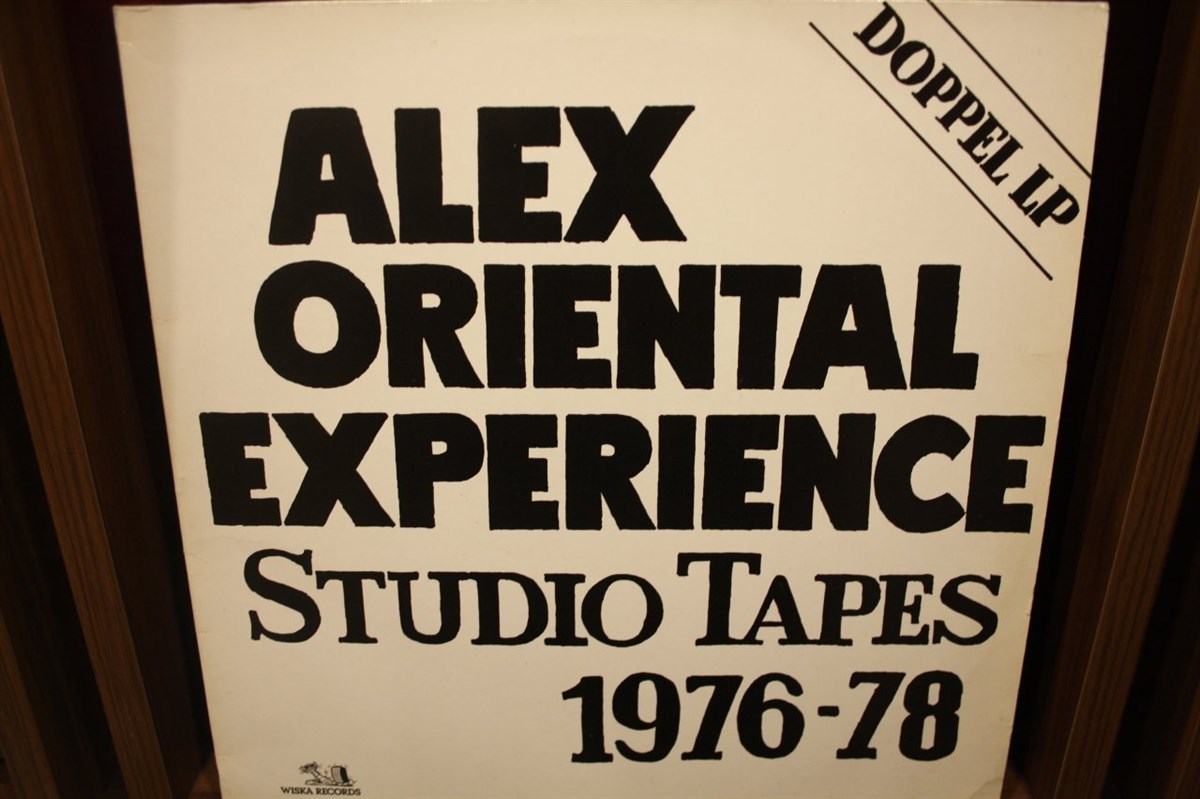 DOPPEL LP
ALEX
ORIENTAL
EXPERIENCE
STUDIO TAPES
1976-78
WISKA RECORDS